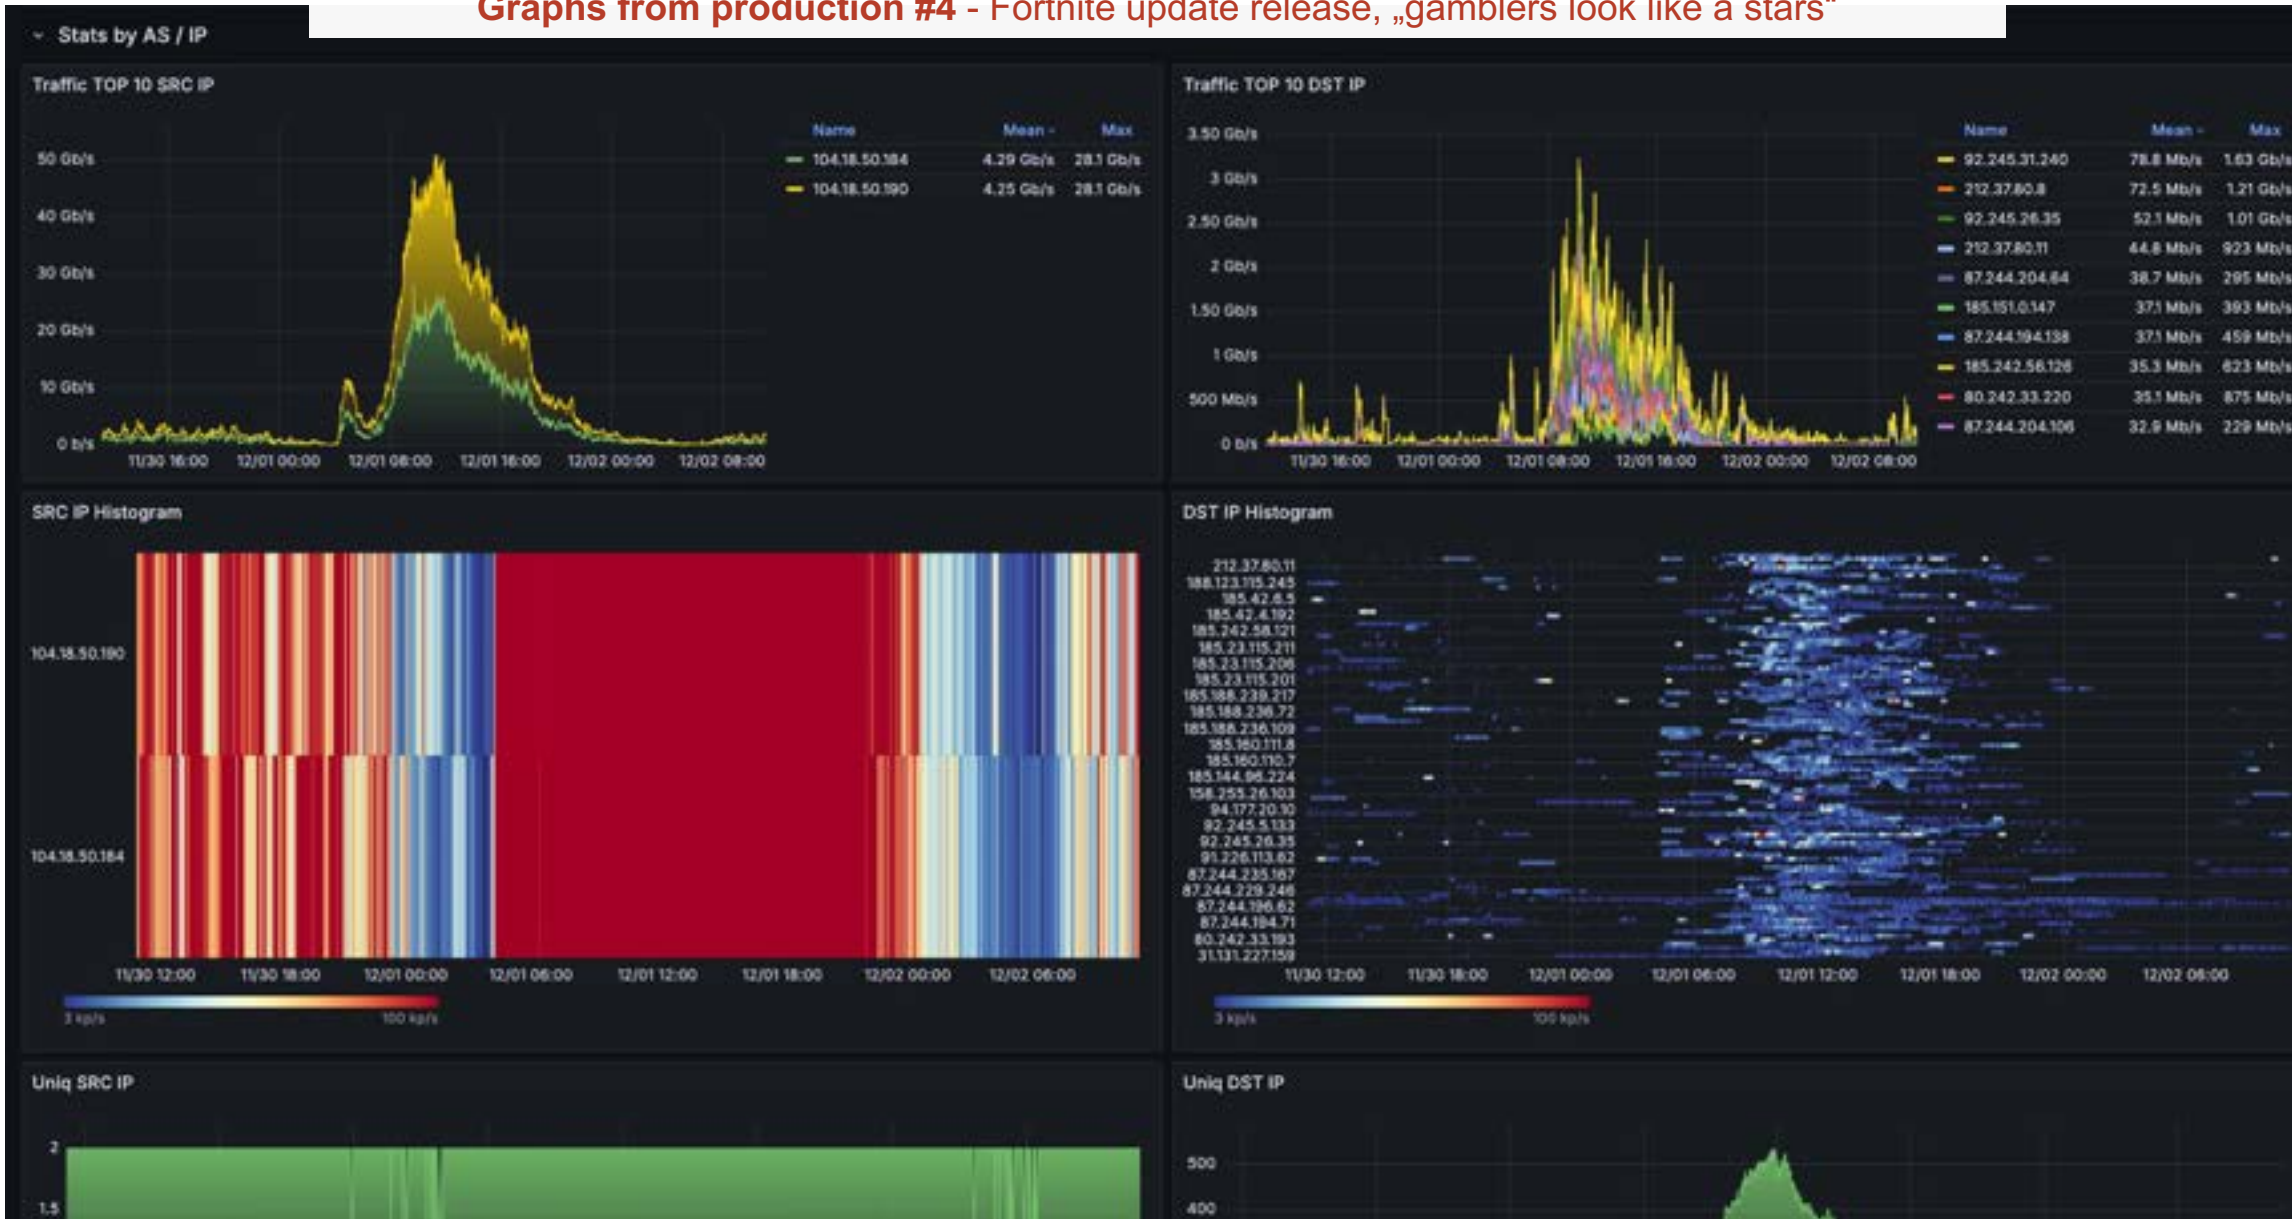 Graphs from production #4 - Fortnite update release, „gamblers look like a stars“
Stats by AS / IP
Traffic TOP 10 SRC IP
50 Gb/s
40 Gb/s
30 Gb/s
20 Gb/s
10 Gb/s
0 b/s
11/30 16:00 12/01 00:00 12/01 08:00 12/01 16:00 12/02 00:00 12/02 08:00
Name Mean - Max
104.18.50.184 4.29 Gb/s 28.1 Gb/s
104.18.50.190 4.25 Gb/s 28.1 Gb/s
Traffic TOP 10 DST IP
3.50 Gb/s
3 Gb/s
2.50 Gb/s
2 Gb/s
1.50 Gb/s
1 Gb/s
500 Mb/s
0 b/s
11/30 16:00 12/01 00:00 12/01 08:00 12/01 16:00 12/02 00:00 12/02 08:00
Name Mean - Max
92.245.31.240 78.8 Mb/s 1.63 Gb/s
212.37.80.8 72.5 Mb/s 1.21 Gb/s
92.245.26.35 52.1 Mb/s 1.01 Gb/s
212.37.80.11 44.8 Mb/s 923 Mb/s
87.244.204.64 38.7 Mb/s 295 Mb/s
185.151.0.147 37.1 Mb/s 393 Mb/s
87.244.194.138 37.1 Mb/s 459 Mb/s
185.242.56.126 35.3 Mb/s 623 Mb/s
80.242.33.220 35.1 Mb/s 875 Mb/s
87.244.204.106 32.9 Mb/s 229 Mb/s
SRC IP Histogram
104.18.50.190
104.18.50.184
11/30 12:00 11/30 18:00 12/01 00:00 12/01 06:00 12/01 12:00 12/01 18:00 12/02 00:00 12/02 06:00
3 kp/s 100 kp/s
DST IP Histogram
212.37.80.11
188.123.115.245
185.42.6.5
185.42.4.192
185.242.58.121
185.23.115.211
185.23.115.206
185.23.115.201
185.188.239.217
185.188.236.72
185.188.236.109
185.160.111.8
185.160.110.7
185.144.96.224
158.255.26.103
94.177.20.10
92.245.5.133
92.245.26.35
91.226.113.62
87.244.235.167
87.244.229.246
87.244.196.62
87.244.194.71
80.242.33.193
31.131.227.159
11/30 12:00 11/30 18:00 12/01 00:00 12/01 06:00 12/01 12:00 12/01 18:00 12/02 00:00 12/02 06:00
3 kp/s 100 kp/s
Uniq SRC IP
2
1.5
Uniq DST IP
500
400